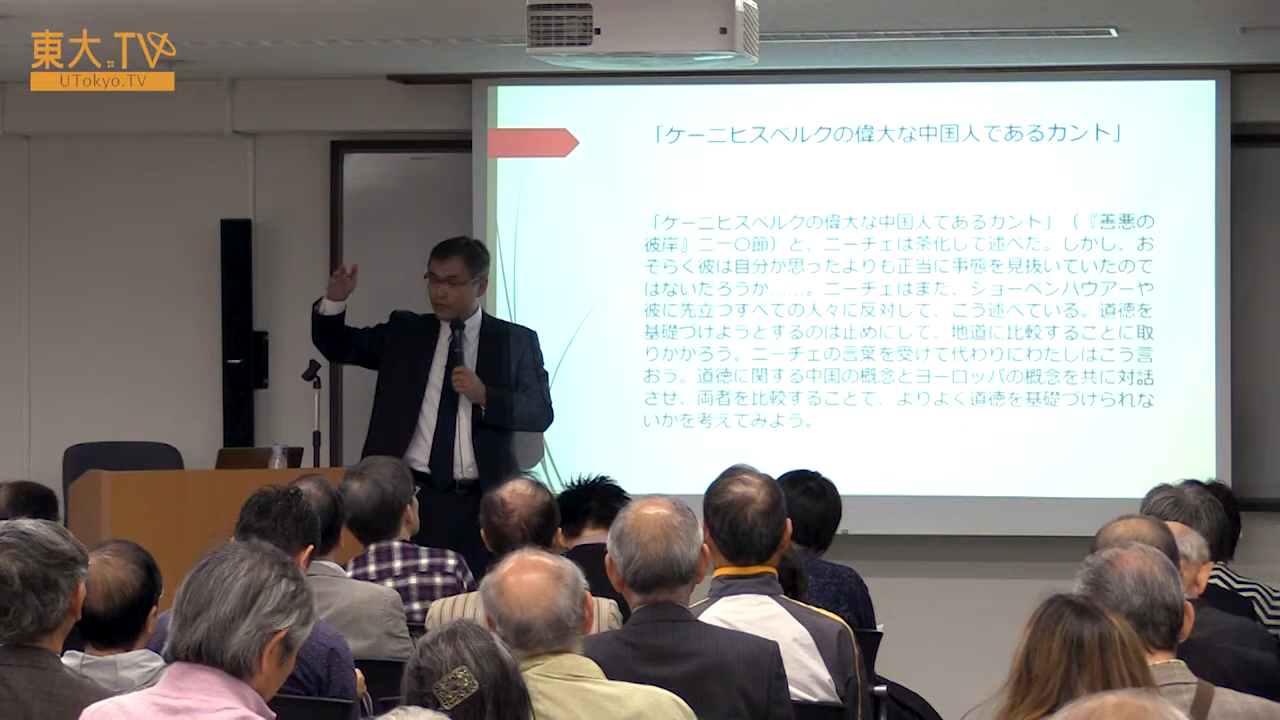 東大.TV
UTokyo.TV
「ケーニヒスベルクの偉大な中国人であるカント」
「ケーニヒスベルクの偉大な中国人であるカント」（『善悪の
彼岸』二一〇節）と、ニーチェは茶化して述べた。しかし、お
そらく彼は自分が思ったよりも正当に事態を見抜いていたので
はないだろうか……。ニーチェはまた、ショーペンハウアーや
彼に先立つすべての人々に反対して、こう述べている。道徳を
基礎づけようとするのは止めにして、地道に比較することに取
りかかろう。ニーチェの言葉を受けて代わりにわたしはこう言
おう。道徳に関する中国の概念とヨーロッパの概念を共に対話
させ、両者を比較することで、よりよく道徳を基礎づけられな
いかを考えてみよう。